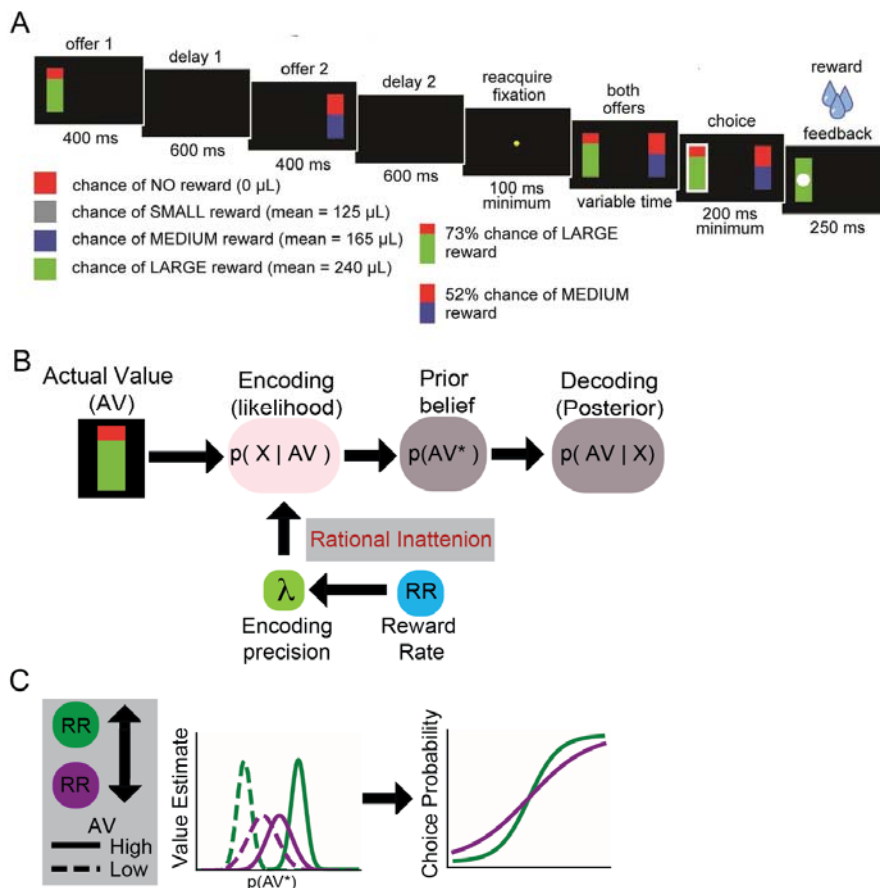 A
offer 1
delay 1
offer 2
delay 2
reacquire
fixation
both
offers
choice
reward
feedback
400 ms
600 ms
400 ms
600 ms
100 ms
minimum
variable time
200 ms
minimum
250 ms
chance of NO reward (0 µL)
chance of SMALL reward (mean = 125 µL)
chance of MEDIUM reward (mean = 165 µL)
chance of LARGE reward (mean = 240 µL)
73% chance of LARGE
reward
52% chance of MEDIUM
reward
B
Actual Value
(AV)
Encoding
(likelihood)
Prior
belief
Decoding
(Posterior)
p( X | AV )
p(AV* )
p( AV | X)
Rational Inattenion
λ
RR
Encoding
precision
Reward
Rate
C
RR
RR
AV
High
Low
Value Estimate
p(AV*)
Choice Probability